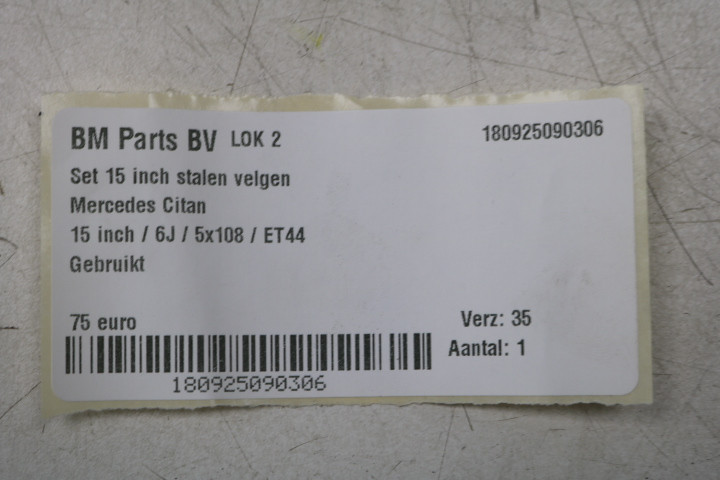 BM Parts BV LOK 2 180925090306
Set 15 inch stalen velgen
Mercedes Citan
15 inch / 6J / 5x108 / ET44
Gebruikt
75 euro Verz: 35
Aantal: 1
180925090306